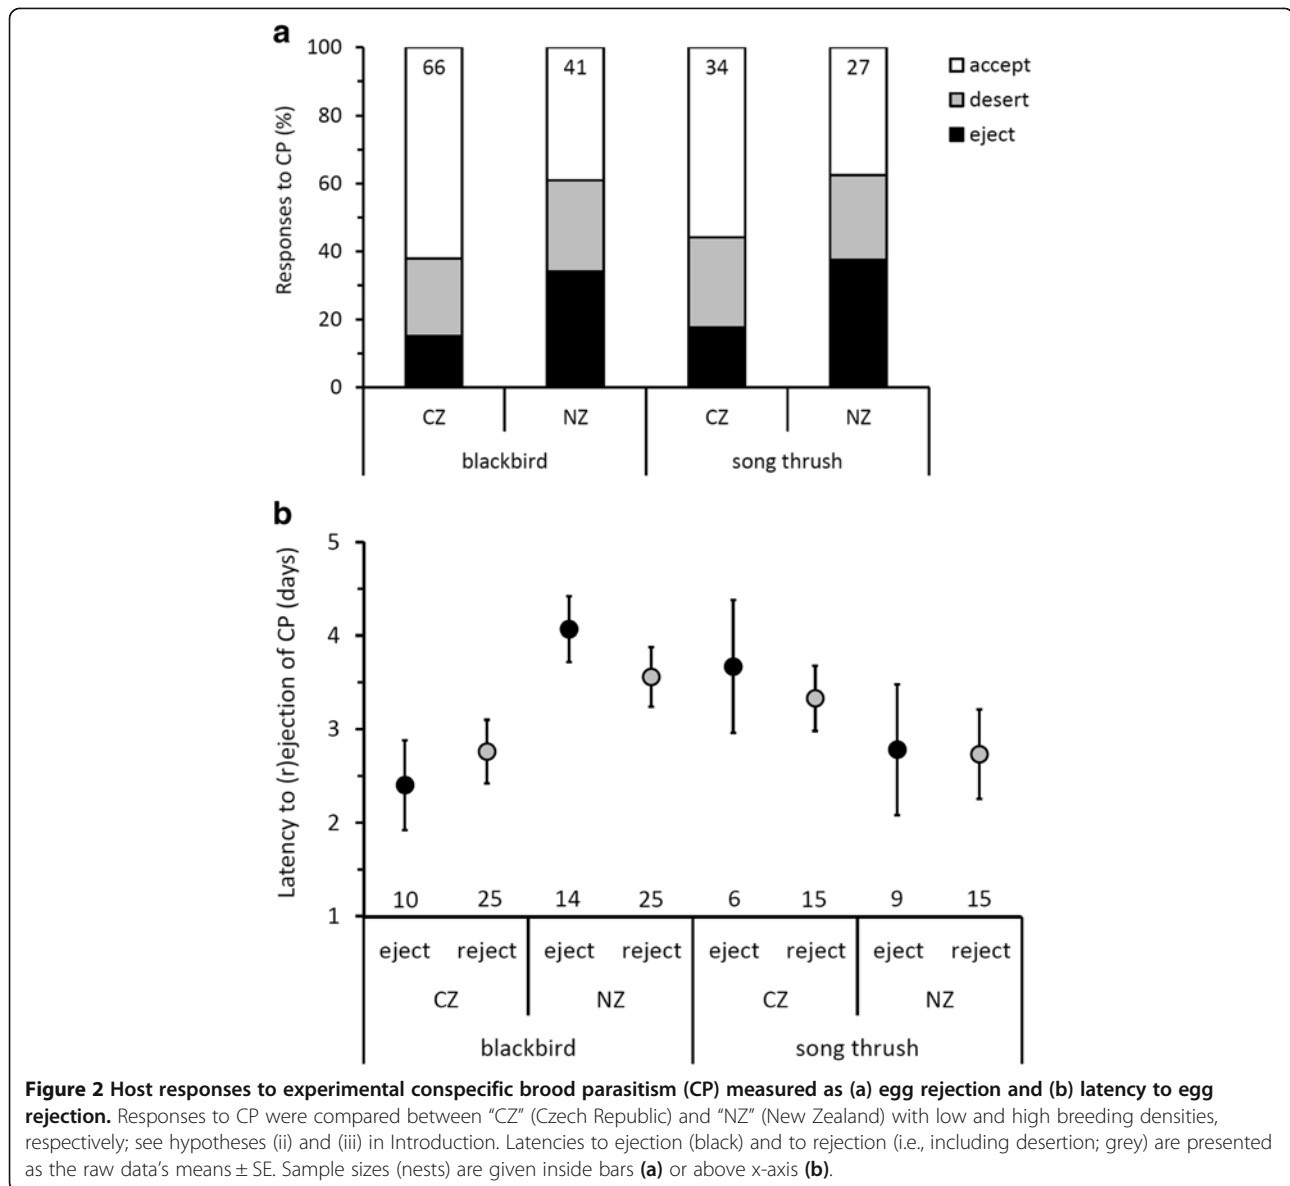 a
100
80
60
40
20
0
Responses to CP (%)
66 41 34 27
accept
desert
eject
CZ NZ CZ NZ
blackbird song thrush
b
5
4
3
2
1
Latency to (r)ejection of CP (days)
10 25 14 25 6 15 9 15
eject reject eject reject eject reject eject reject
CZ NZ CZ NZ
blackbird song thrush
Figure 2 Host responses to experimental conspecific brood parasitism (CP) measured as (a) egg rejection and (b) latency to egg
rejection. Responses to CP were compared between “CZ” (Czech Republic) and “NZ” (New Zealand) with low and high breeding densities,
respectively; see hypotheses (ii) and (iii) in Introduction. Latencies to ejection (black) and to rejection (i.e., including desertion; grey) are presented
as the raw data’s means ± SE. Sample sizes (nests) are given inside bars (a) or above x-axis (b).